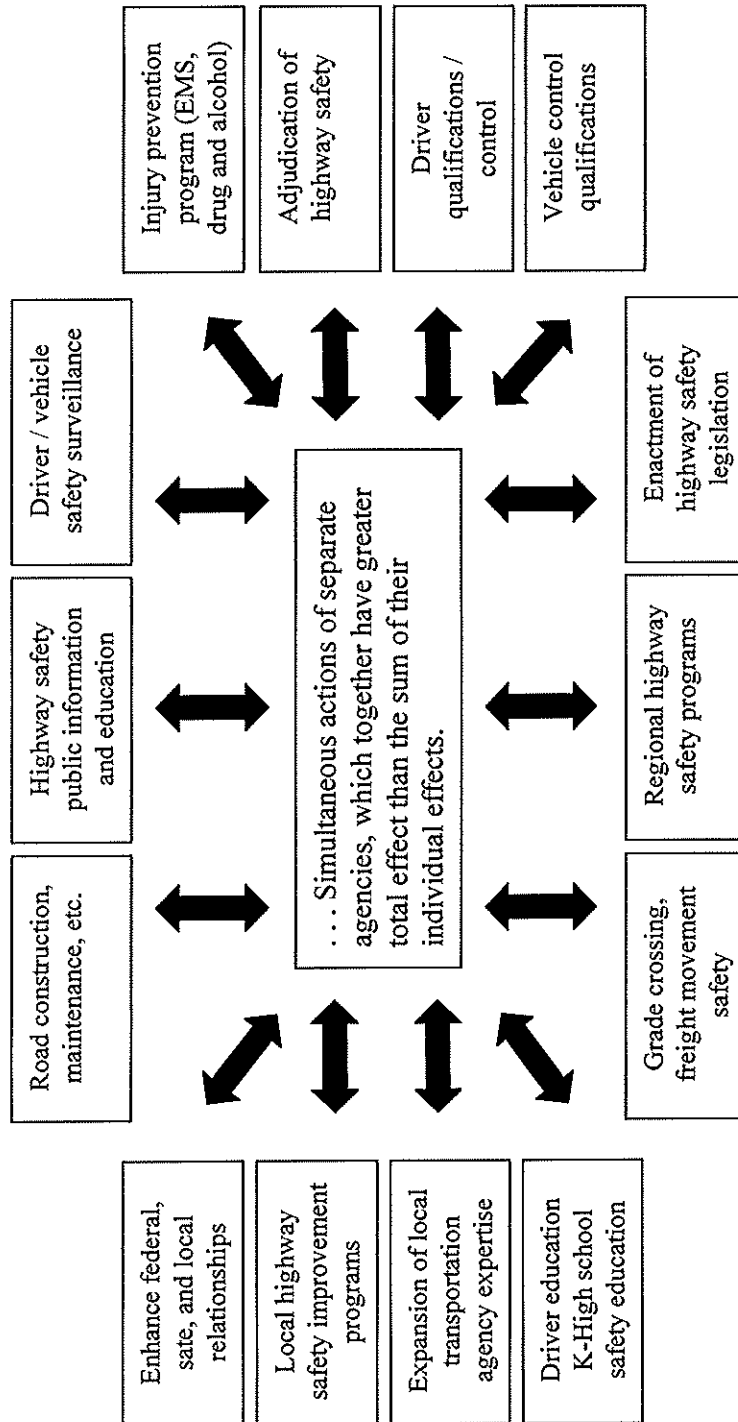 Road construction,
maintenance, etc.
Highway safety
public information
and education
Driver / vehicle
safety surveillance
Enhance federal,
sate, and local
relationships
Local highway
safety improvement
programs
Expansion of local
transportation
agency expertise
Driver education
K-High school
safety education
. . . Simultaneous actions of separate
agencies, which together have greater
total effect than the sum of their
individual effects.
Injury prevention
program (EMS,
drug and alcohol)
Adjudication of
highway safety
Driver
qualifications /
control
Vehicle control
qualifications
Grade crossing,
freight movement
safety
Regional highway
safety programs
Enactment of
highway safety
legislation